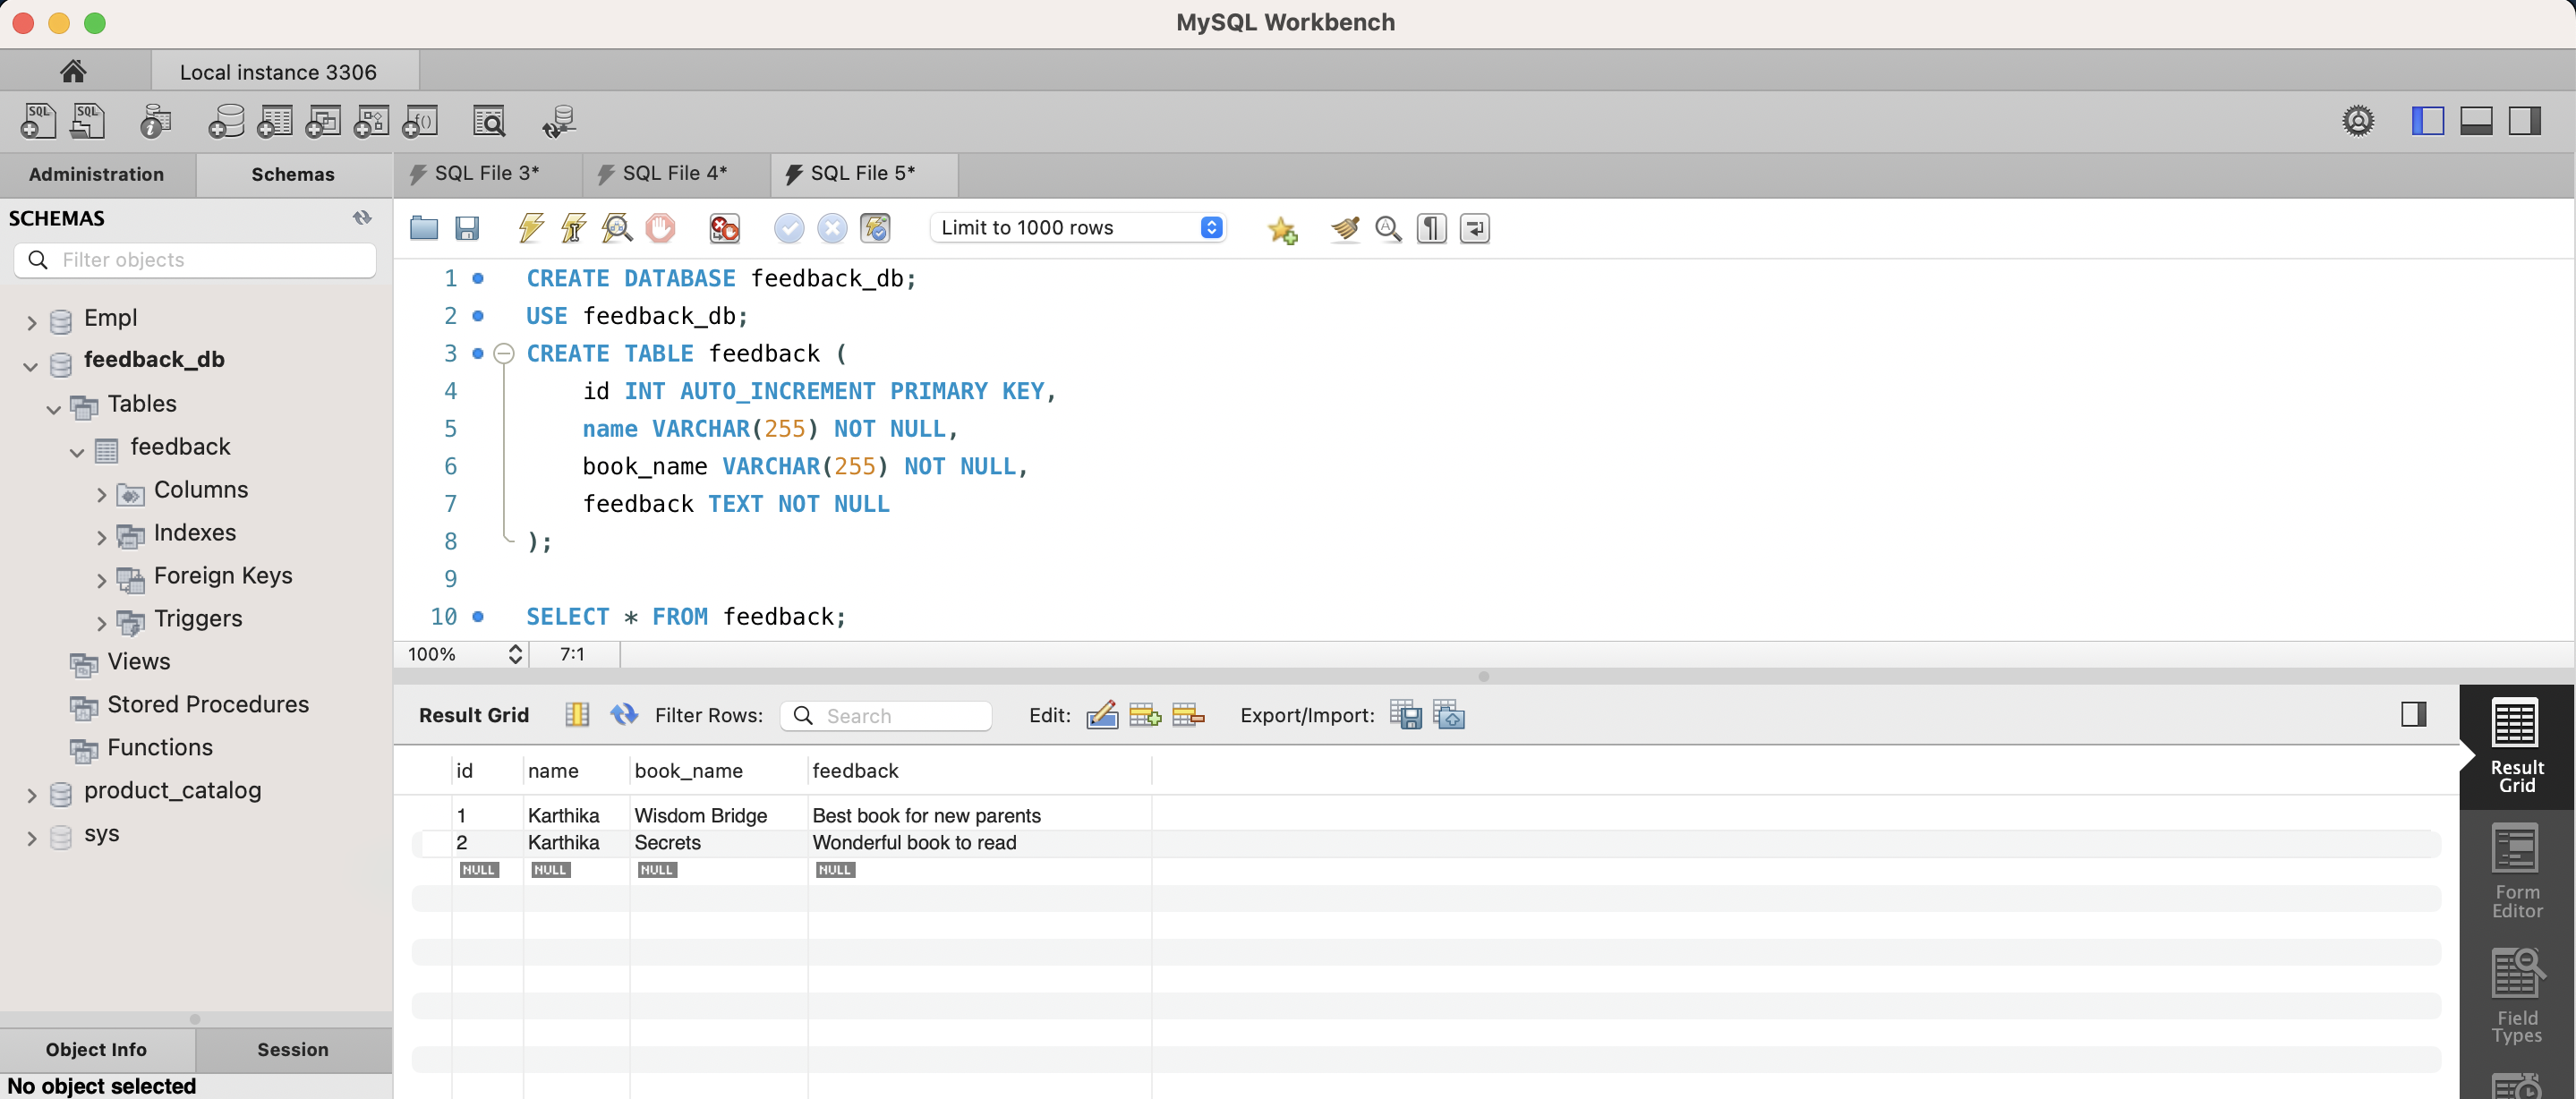 MySQL Workbench
Local instance 3306
SQL SQL
Administration Schemas SQL File 3* SQL File 4* SQL File 5*
SCHEMAS
Filter objects
Empl
feedback_db
Tables
feedback
Columns
Indexes
Foreign Keys
Triggers
Views
Stored Procedures
Functions
product_catalog
sys
Object Info Session
No object selected
Limit to 1000 rows
1 CREATE DATABASE feedback_db;
2 USE feedback_db;
3 CREATE TABLE feedback (
4 id INT AUTO_INCREMENT PRIMARY KEY,
5 name VARCHAR(255) NOT NULL,
6 book_name VARCHAR(255) NOT NULL,
7 feedback TEXT NOT NULL
8 );
9
10 SELECT * FROM feedback;
100% 7:1
Result Grid Filter Rows: Search Edit: Export/Import:
id name book_name feedback
1 Karthika Wisdom Bridge Best book for new parents
2 Karthika Secrets Wonderful book to read
NULL NULL NULL NULL
Result
Grid
Form
Editor
Field
Types